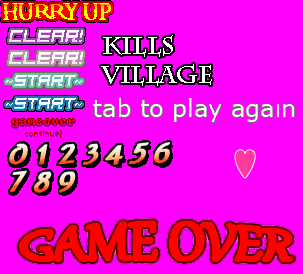 HURRY UP
CLEAR!
CLEAR!
KILLS
~START~
VILLAGE
~START~
tab to play again
gameover
continue?
0123456
789
GAME OVER